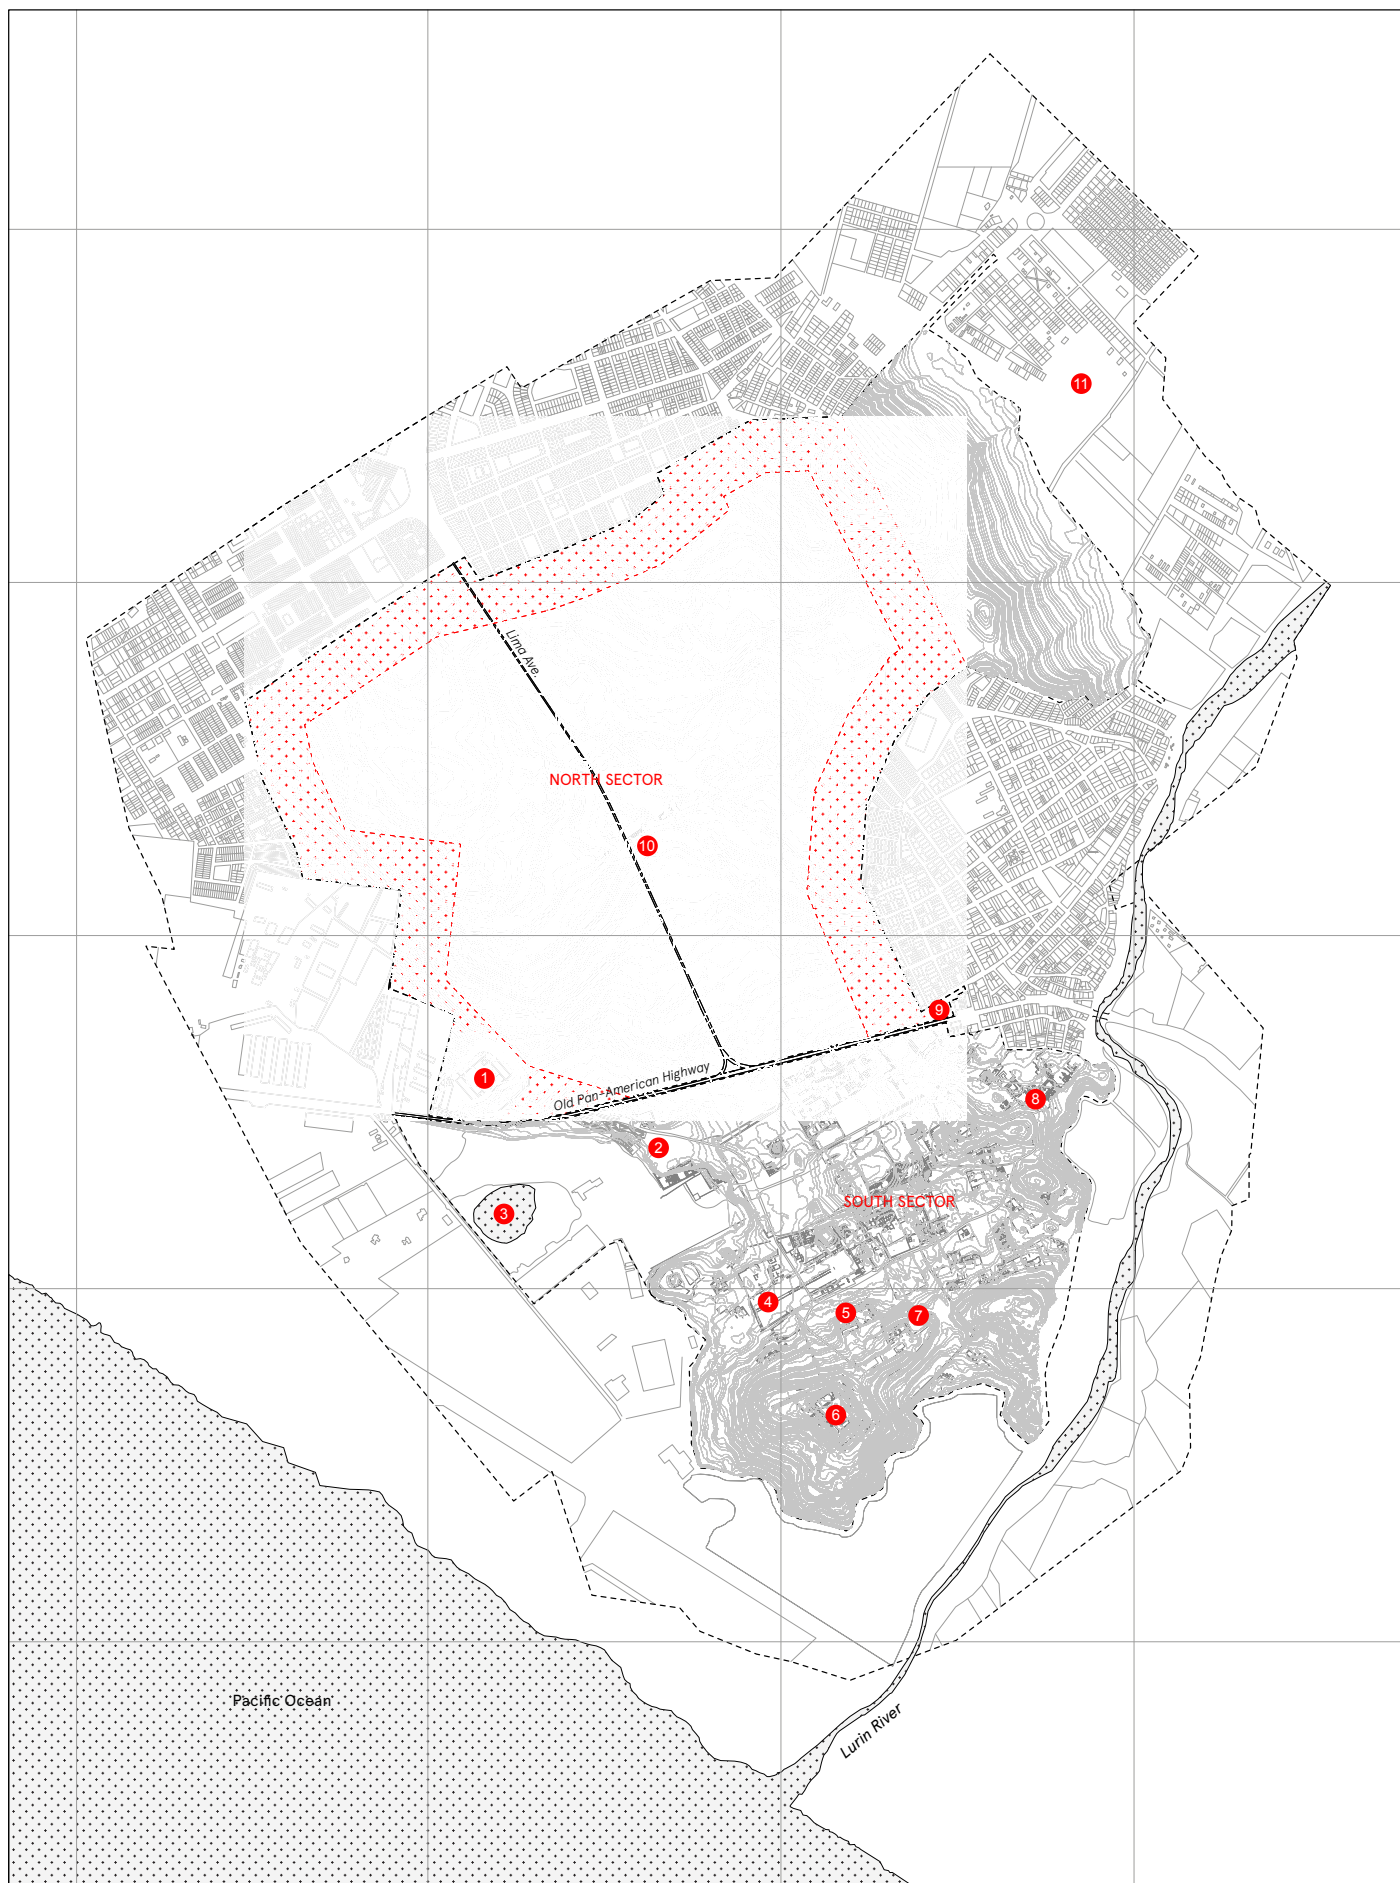 11
Lima Ave.
NORTH SECTOR
10
9
1
Old Pan-American Highway
8
2
SOUTH SECTOR
3
4
5
7
6
Pacific Ocean
Lurin River